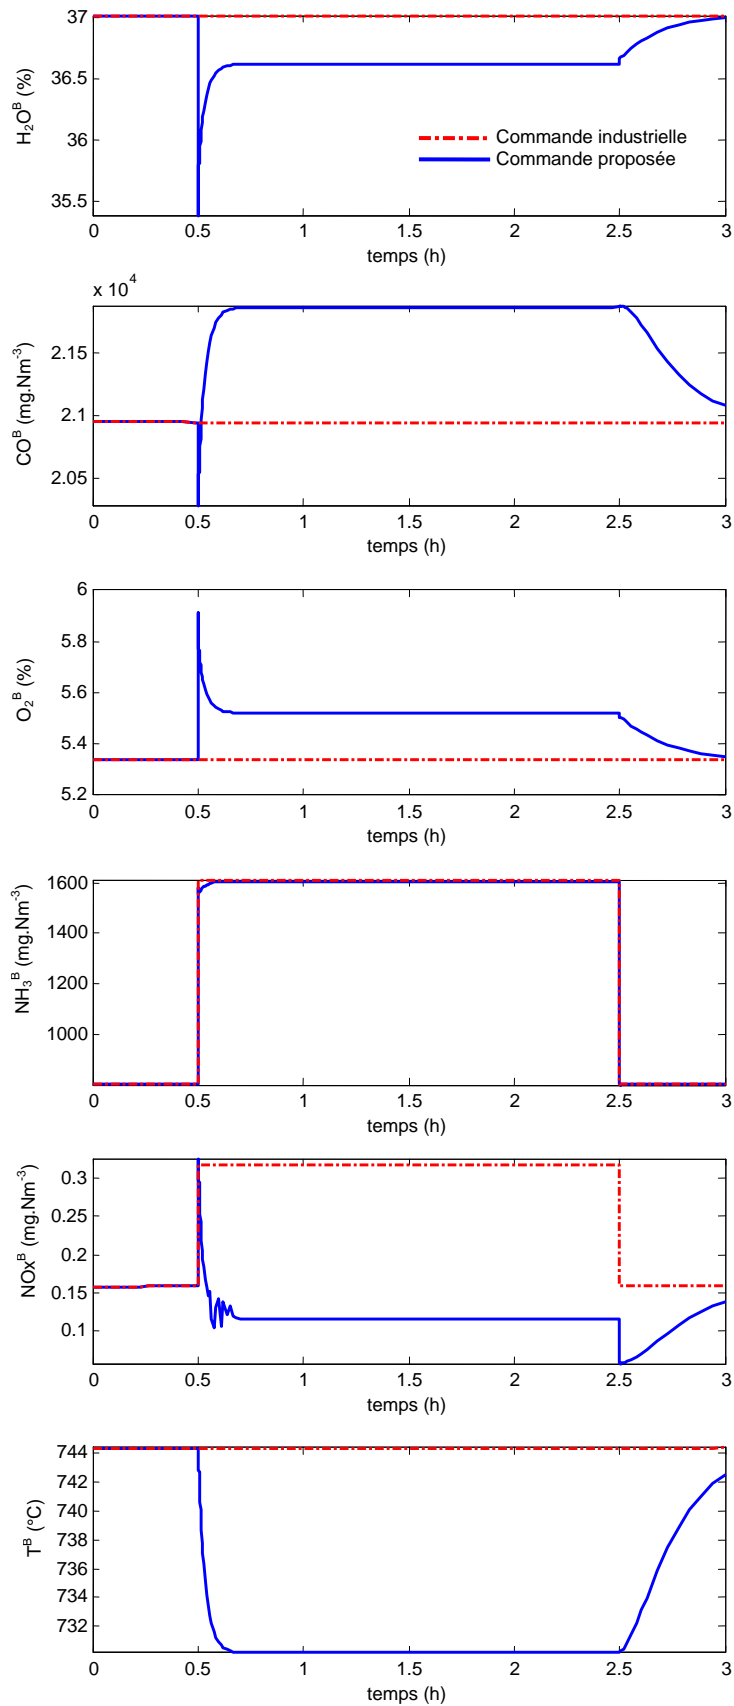 37
36.5
36
35.5
H₂Oᴮ (%)
Commande industrielle
Commande proposée
0 0.5 1 1.5 2 2.5 3
temps (h)
x 10⁴
2.15
2.1
2.05
COᴮ (mg.Nm⁻³)
0 0.5 1 1.5 2 2.5 3
temps (h)
6
5.8
5.6
5.4
5.2
O₂ᴮ (%)
0 0.5 1 1.5 2 2.5 3
temps (h)
1600
1400
1200
1000
NH₃ᴮ (mg.Nm⁻³)
0 0.5 1 1.5 2 2.5 3
temps (h)
0.3
0.25
0.2
0.15
0.1
NOxᴮ (mg.Nm⁻³)
0 0.5 1 1.5 2 2.5 3
temps (h)
744
742
740
738
736
734
732
Tᴮ (°C)
0 0.5 1 1.5 2 2.5 3
temps (h)